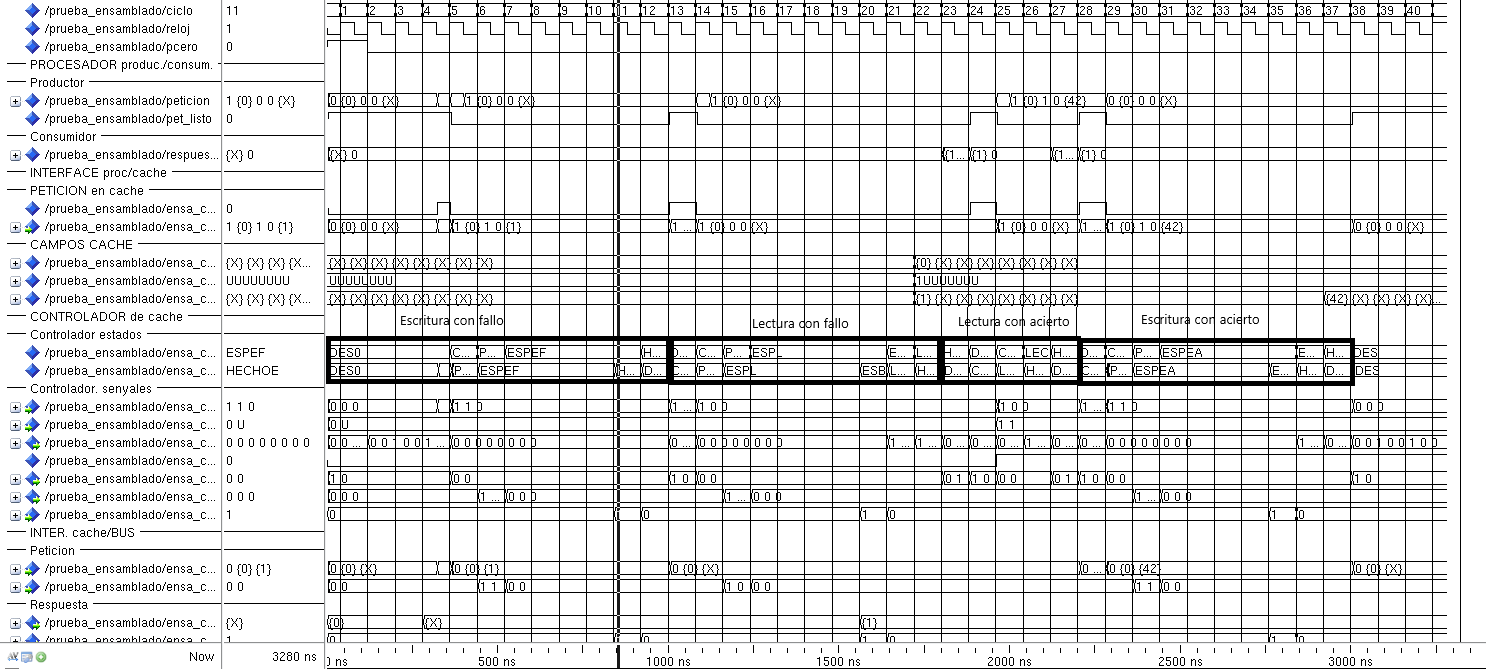 /prueba_ensamblado/ciclo 11 1 2 3 4 5 6 7 8 9 10 11 12 13 14 15 16 17 18 19 20 21 22 23 24 25 26 27 28 29 30 31 32 33 34 35 36 37 38 39 40
/prueba_ensamblado/reloj 1
/prueba_ensamblado/pcero 0
PROCESADOR produc./consum.
Productor
/prueba_ensamblado/peticion 1 {0} 0 0 {X} 0 {0} 0 0 {X} 1 {0} 0 0 {X} 1 {0} 0 0 {X} 1 {0} 1 0 {42} 0 {0} 0 0 {X}
/prueba_ensamblado/pet_listo 0
Consumidor
/prueba_ensamblado/respues... {X} 0 {X} 0 {1... {1} 0 {1... {1} 0
INTERFACE proc/cache
PETICION en cache
/prueba_ensamblado/ensa_c... 0
/prueba_ensamblado/ensa_c... 1 {0} 1 0 {1} 0 {0} 0 0 {X} 1 {0} 1 0 {1} 1 ... 1 {0} 0 0 {X} 1 {0} 0 0 {X} 1 ... 1 {0} 1 0 {42} 0 {0} 0 0 {X}
CAMPOS CACHE
/prueba_ensamblado/ensa_c... {X} {X} {X} {X... {X} {X} {X} {X} {X} {X} {X} {0} {X} {X} {X} {X} {X} {X}
/prueba_ensamblado/ensa_c... UUUUUUUU UUUUUUUU 1UUUUUUU
/prueba_ensamblado/ensa_c... {X} {X} {X} {X... {X} {X} {X} {X} {X} {X} {X} {1} {X} {X} {X} {X} {X} {X} {42} {X} {X} {X} {X}...
CONTROLADOR de cache Escritura con fallo Lectura con fallo Lectura con acierto Escritura con acierto
Controlador estados
/prueba_ensamblado/ensa_c... ESPEF DES0 C... P... ESPEF H... D... C... P... ESPL E... L... H... D... C... LEC H... D... C... P... ESPEA E... H... DES
/prueba_ensamblado/ensa_c... HECHOE DES0 P... ESPEF H... D... C... P... ESPL ESB L... H... D... C... L... H... D... C... P... ESPEA E... H... D... DES
Controlador. senyales
/prueba_ensamblado/ensa_c... 1 1 0 0 0 0 1 1 0 1 ... 1 0 0 1 0 0 1 ... 1 1 0 0 0 0
/prueba_ensamblado/ensa_c... 0 U 0 U 1 1
/prueba_ensamblado/ensa_c... 0 0 0 0 0 0 0 0 0 0 ... 0 0 1 0 0 1 ... 0 0 0 0 0 0 0 0 0 ... 0 0 0 0 0 0 0 0 1 ... 1 ... 0 ... 0 ... 0 ... 1 ... 0 ... 0 ... 0 0 0 0 0 0 0 0 1 ... 0 ... 0 0 1 0 0 1 0 0
/prueba_ensamblado/ensa_c... 0
/prueba_ensamblado/ensa_c... 0 0 1 0 0 0 1 0 0 0 0 1 1 0 0 0 0 1 1 0 0 0 1 0
/prueba_ensamblado/ensa_c... 0 0 0 0 0 0 1 ... 0 0 0 1 ... 0 0 0 1 ... 0 0 0
/prueba_ensamblado/ensa_c... 1 0 1 0 1 0 1 0
INTER. cache/BUS
Peticion
/prueba_ensamblado/ensa_c... 0 {0} {1} 0 {0} {X} 0 {0} {1} 0 {0} {X} 0 ... 0 {0} {42} 0 {0} {X}
/prueba_ensamblado/ensa_c... 0 0 0 0 1 1 0 0 1 0 0 0 1 1 0 0
Respuesta
/prueba_ensamblado/ensa_c... {X} {0} {X} {1}
/prueba_ensamblado/ensa_c... 1 0 1 0 1 0
Now 3280 ns 500 ns 1000 ns 1500 ns 2000 ns 2500 ns 3000 ns